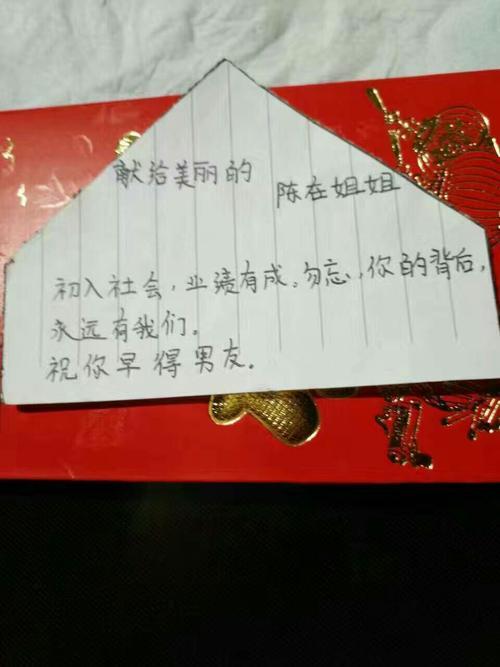 献给美丽的 陈在姐姐
初入社会，业绩有成。勿忘，你的背后，
永远有我们。
祝你早得男友。